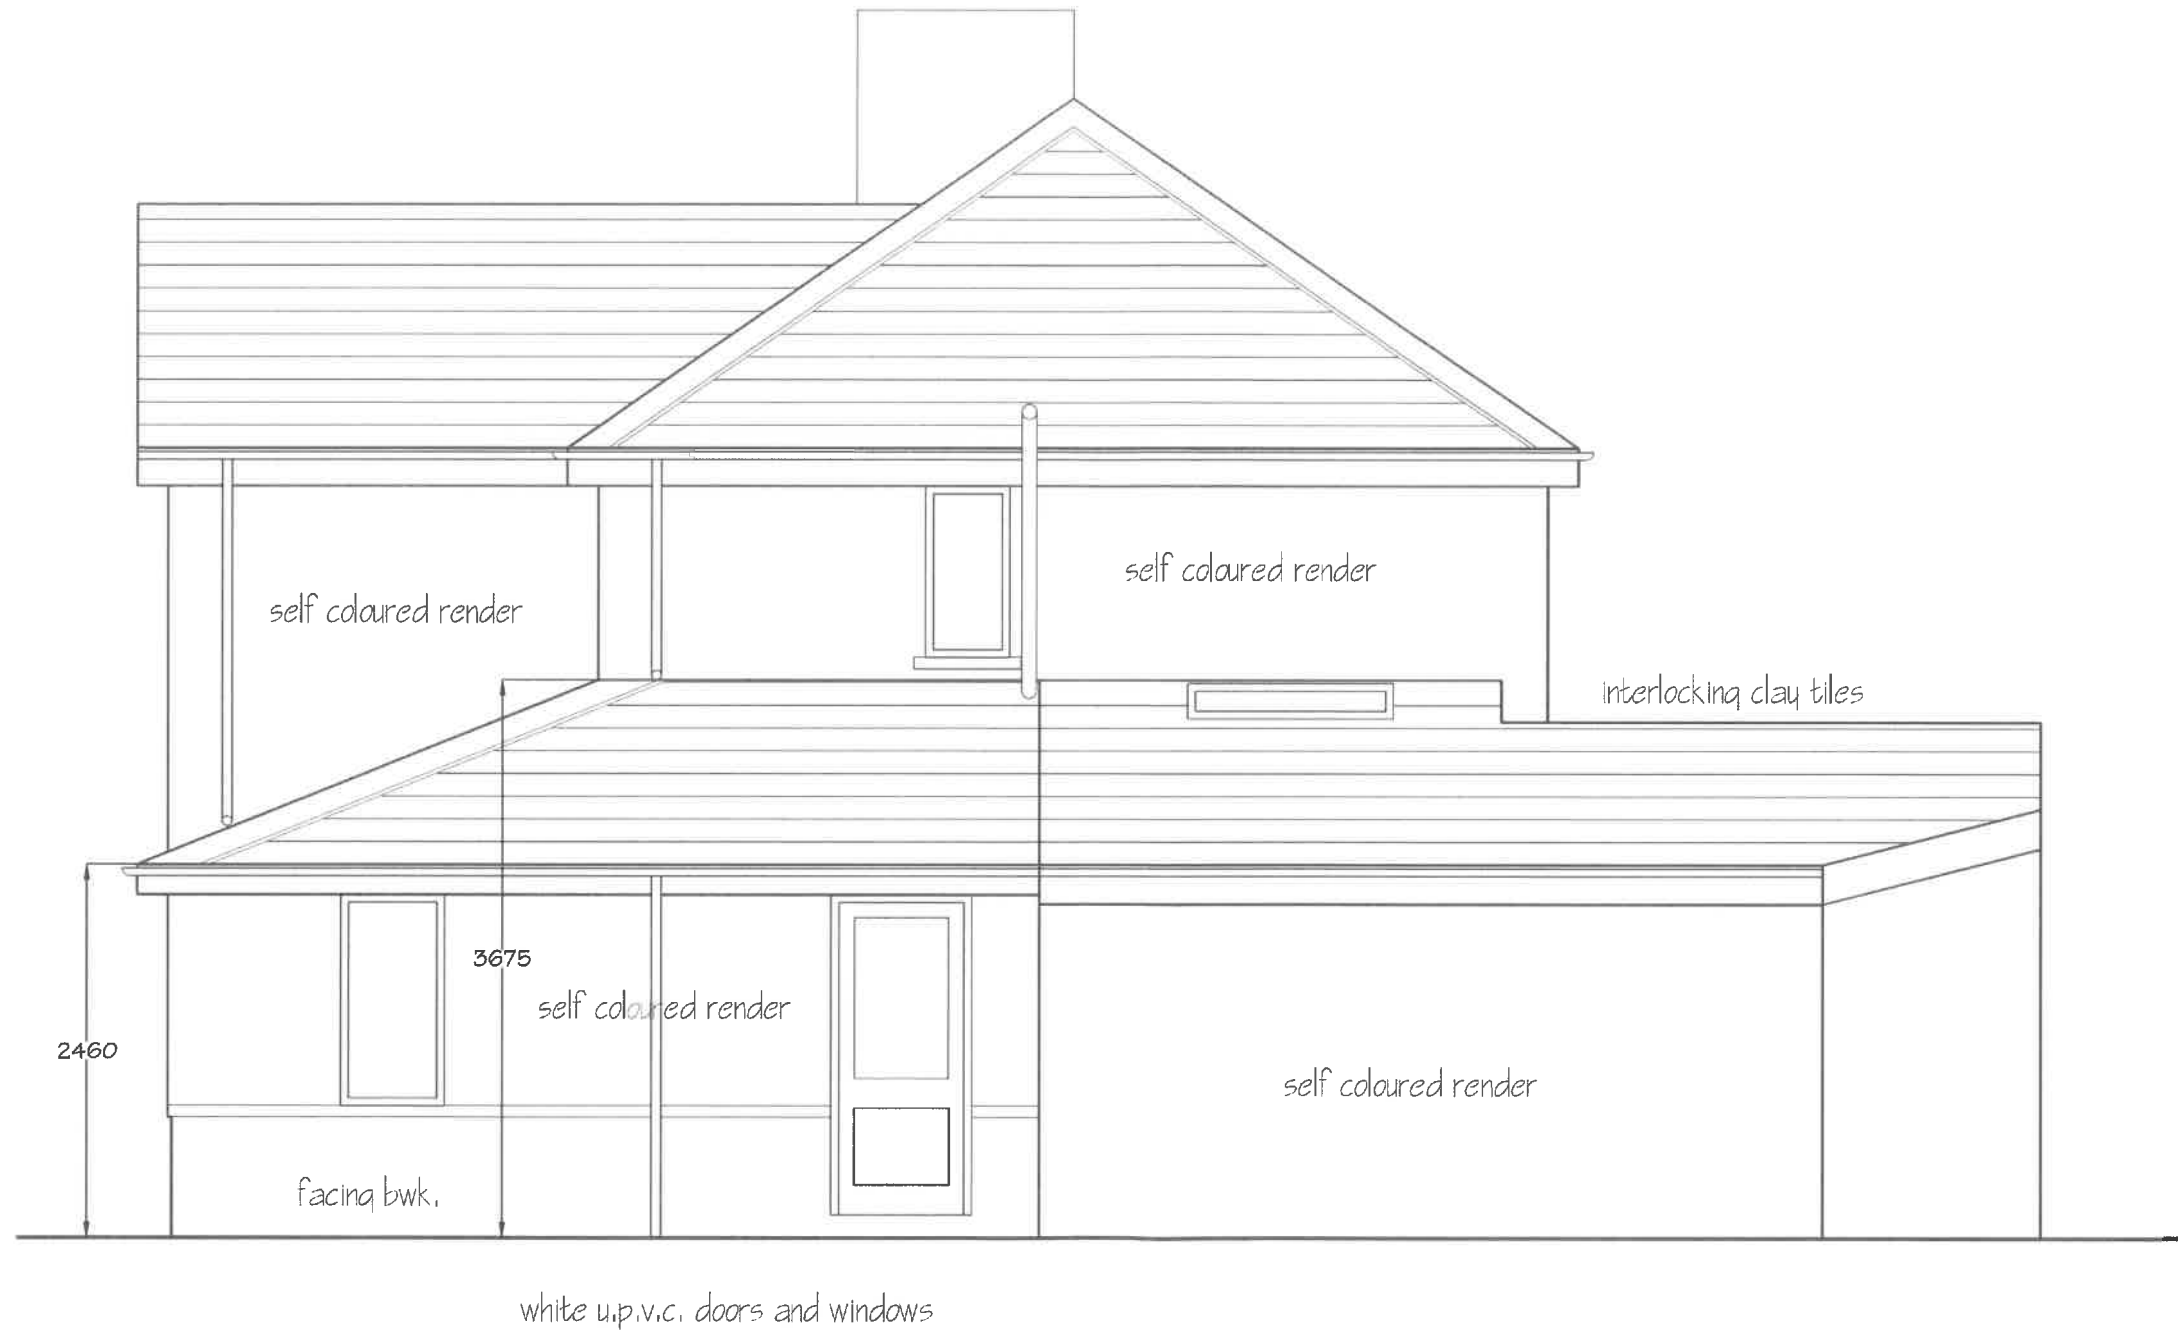 self coloured render
self coloured render
interlocking clay tiles
3675
self coloured render
2460
self coloured render
facing bwk.
white u.p.v.c. doors and windows